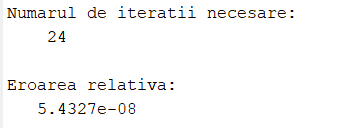 Numarul de iteratii necesare:
24
Eroarea relativa:
5.4327e-08